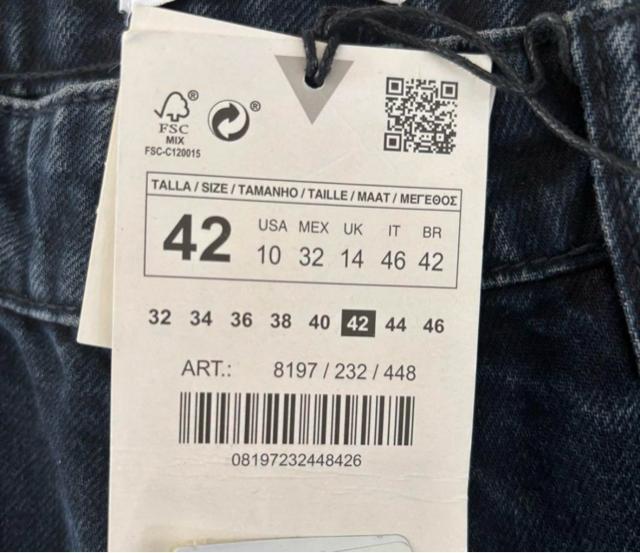 FSC
MIX
FSC-C120015
TALLA / SIZE / TAMANHO / TAILLE / MAAT / ΜΕΓΕΘΟΣ
42
USA MEX UK IT BR
10 32 14 46 42
32 34 36 38 40 42 44 46
ART.: 8197 / 232 / 448
08197232448426